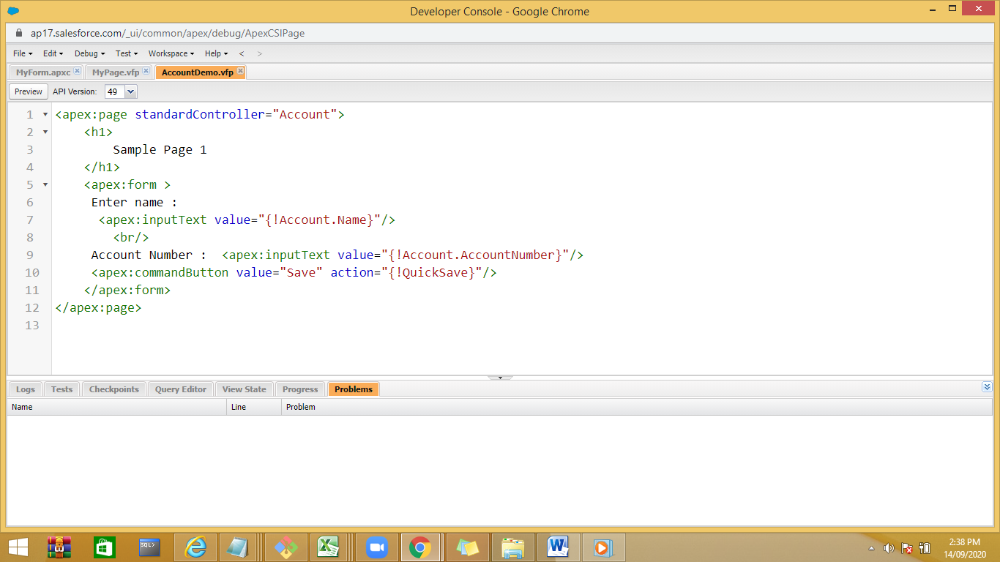 Developer Console - Google Chrome
ap17.salesforce.com/_ui/common/apex/debug/ApexCSIPage
File Edit Debug Test Workspace Help < >
MyForm.apxc MyPage.vfp AccountDemo.vfp
Preview API Version: 49
1 <apex:page standardController="Account">
2 <h1>
3 Sample Page 1
4 </h1>
5 <apex:form >
6 Enter name :
7 <apex:inputText value="{!Account.Name}"/>
8 <br/>
9 Account Number : <apex:inputText value="{!Account.AccountNumber}"/>
10 <apex:commandButton value="Save" action="{!QuickSave}"/>
11 </apex:form>
12 </apex:page>
13
Logs Tests Checkpoints Query Editor View State Progress Problems
Name Line Problem
SQL>
2:38 PM
14/09/2020